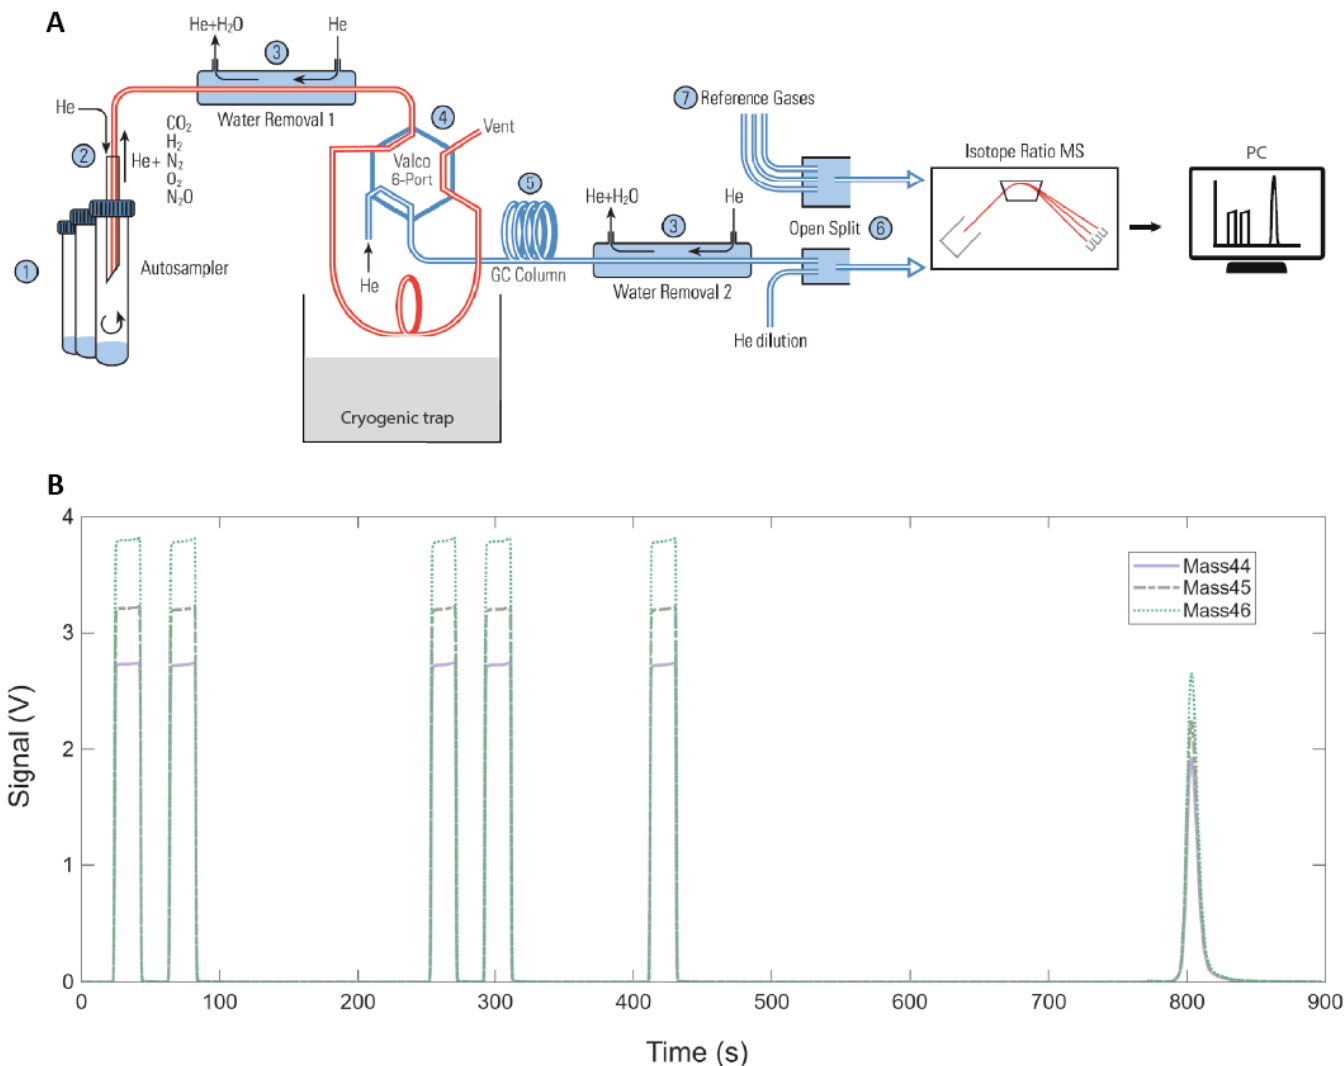 A
He+H₂O
He
3
Water Removal 1
He
2
He+
CO₂
H₂
N₂
O₂
N₂O
4
Vent
Valco
6-Port
1
Autosampler
He
5
GC Column
Cryogenic trap
7 Reference Gases
He+H₂O
He
3
Water Removal 2
Open Split 6
He dilution
Isotope Ratio MS
PC
B
Signal (V)
4
3
2
1
0
Mass44
Mass45
Mass46
0 100 200 300 400 500 600 700 800 900
Time (s)